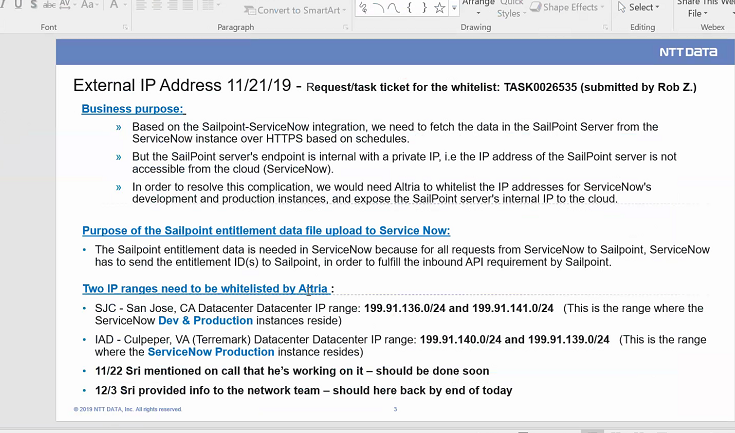 I U S abc AV Aa A
Convert to SmartArt
Arrange Quick
Styles
Shape Effects
Select
Share This We
File
Font
Paragraph
Drawing
Editing
Webex
NTT DATA
External IP Address 11/21/19 - Request/task ticket for the whitelist: TASK0026535 (submitted by Rob Z.)
Business purpose:
» Based on the Sailpoint-ServiceNow integration, we need to fetch the data in the SailPoint Server from the
ServiceNow instance over HTTPS based on schedules.
» But the SailPoint server's endpoint is internal with a private IP, i.e the IP address of the SailPoint server is not
accessible from the cloud (ServiceNow).
» In order to resolve this complication, we would need Altria to whitelist the IP addresses for ServiceNow's
development and production instances, and expose the SailPoint server's internal IP to the cloud.
Purpose of the Sailpoint entitlement data file upload to Service Now:
• The Sailpoint entitlement data is needed in ServiceNow because for all requests from ServiceNow to Sailpoint, ServiceNow
has to send the entitlement ID(s) to Sailpoint, in order to fulfill the inbound API requirement by Sailpoint.
Two IP ranges need to be whitelisted by Altria :
• SJC - San Jose, CA Datacenter Datacenter IP range: 199.91.136.0/24 and 199.91.141.0/24 (This is the range where the
ServiceNow Dev & Production instances reside)
• IAD - Culpeper, VA (Terremark) Datacenter Datacenter IP range: 199.91.140.0/24 and 199.91.139.0/24 (This is the range
where the ServiceNow Production instance resides)
• 11/22 Sri mentioned on call that he's working on it – should be done soon
• 12/3 Sri provided info to the network team – should here back by end of today
© 2019 NTT DATA, Inc. All rights reserved.
3